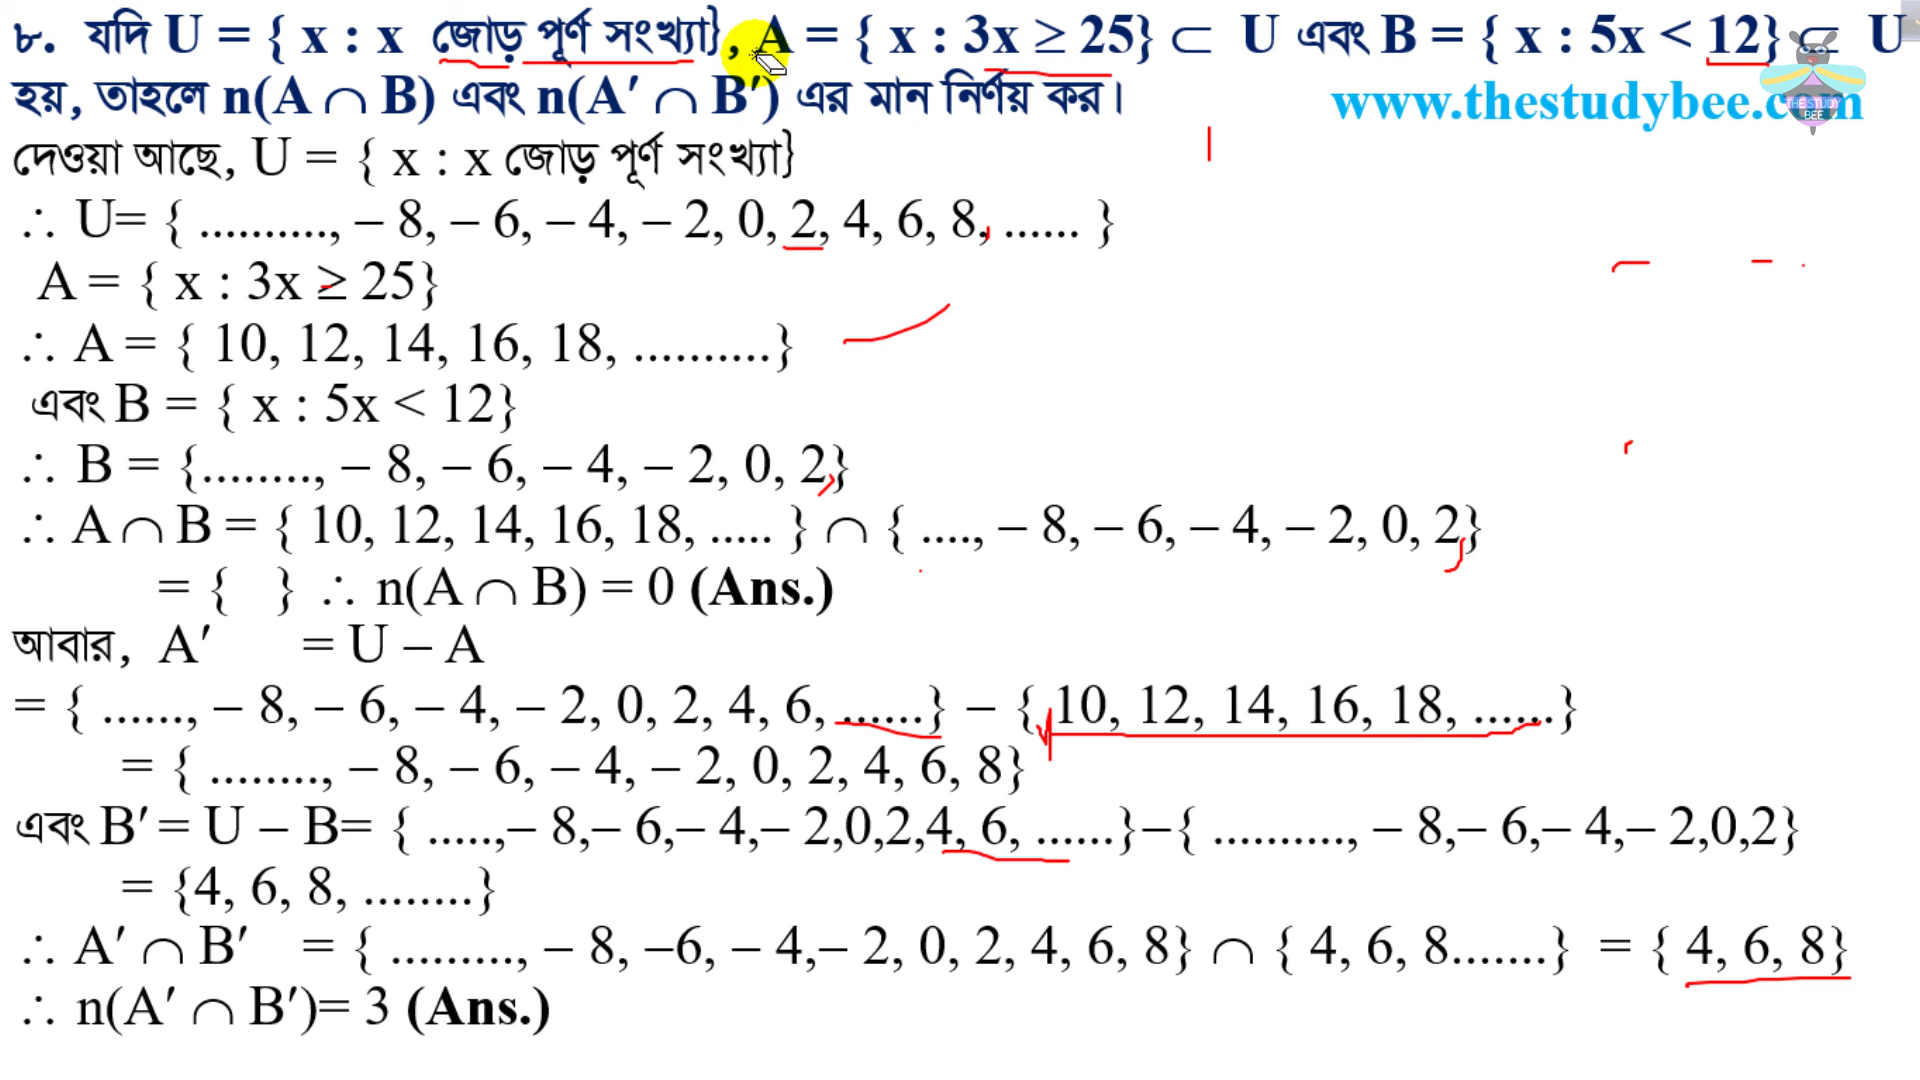 ৮. যদি U = { x : x জোড় পূর্ণ সংখ্যা}, A = { x : 3x ≥ 25} ⊂ U এবং B = { x : 5x < 12} ⊂ U
হয়, তাহলে n(A ∩ B) এবং n(A′ ∩ B′) এর মান নির্ণয় কর।
www.thestudybee.com
THE STUDY
BEE
দেওয়া আছে, U = { x : x জোড় পূর্ণ সংখ্যা}
∴ U= { .........., – 8, – 6, – 4, – 2, 0, 2, 4, 6, 8, ...... }
A = { x : 3x ≥ 25}
∴ A = { 10, 12, 14, 16, 18, ..........}
এবং B = { x : 5x < 12}
∴ B = {........, – 8, – 6, – 4, – 2, 0, 2}
∴ A ∩ B = { 10, 12, 14, 16, 18, ..... } ∩ { ...., – 8, – 6, – 4, – 2, 0, 2}
= { } ∴ n(A ∩ B) = 0 (Ans.)
আবার, A′ = U – A
= { ......, – 8, – 6, – 4, – 2, 0, 2, 4, 6, ......} – { 10, 12, 14, 16, 18, ......}
= { ........, – 8, – 6, – 4, – 2, 0, 2, 4, 6, 8}
এবং B′ = U – B= { .....,– 8,– 6,– 4,– 2,0,2,4, 6, ......}–{ .........., – 8,– 6,– 4,– 2,0,2}
= {4, 6, 8, ........}
∴ A′ ∩ B′ = { ........., – 8, –6, – 4,– 2, 0, 2, 4, 6, 8} ∩ { 4, 6, 8.......} = { 4, 6, 8}
∴ n(A′ ∩ B′)= 3 (Ans.)